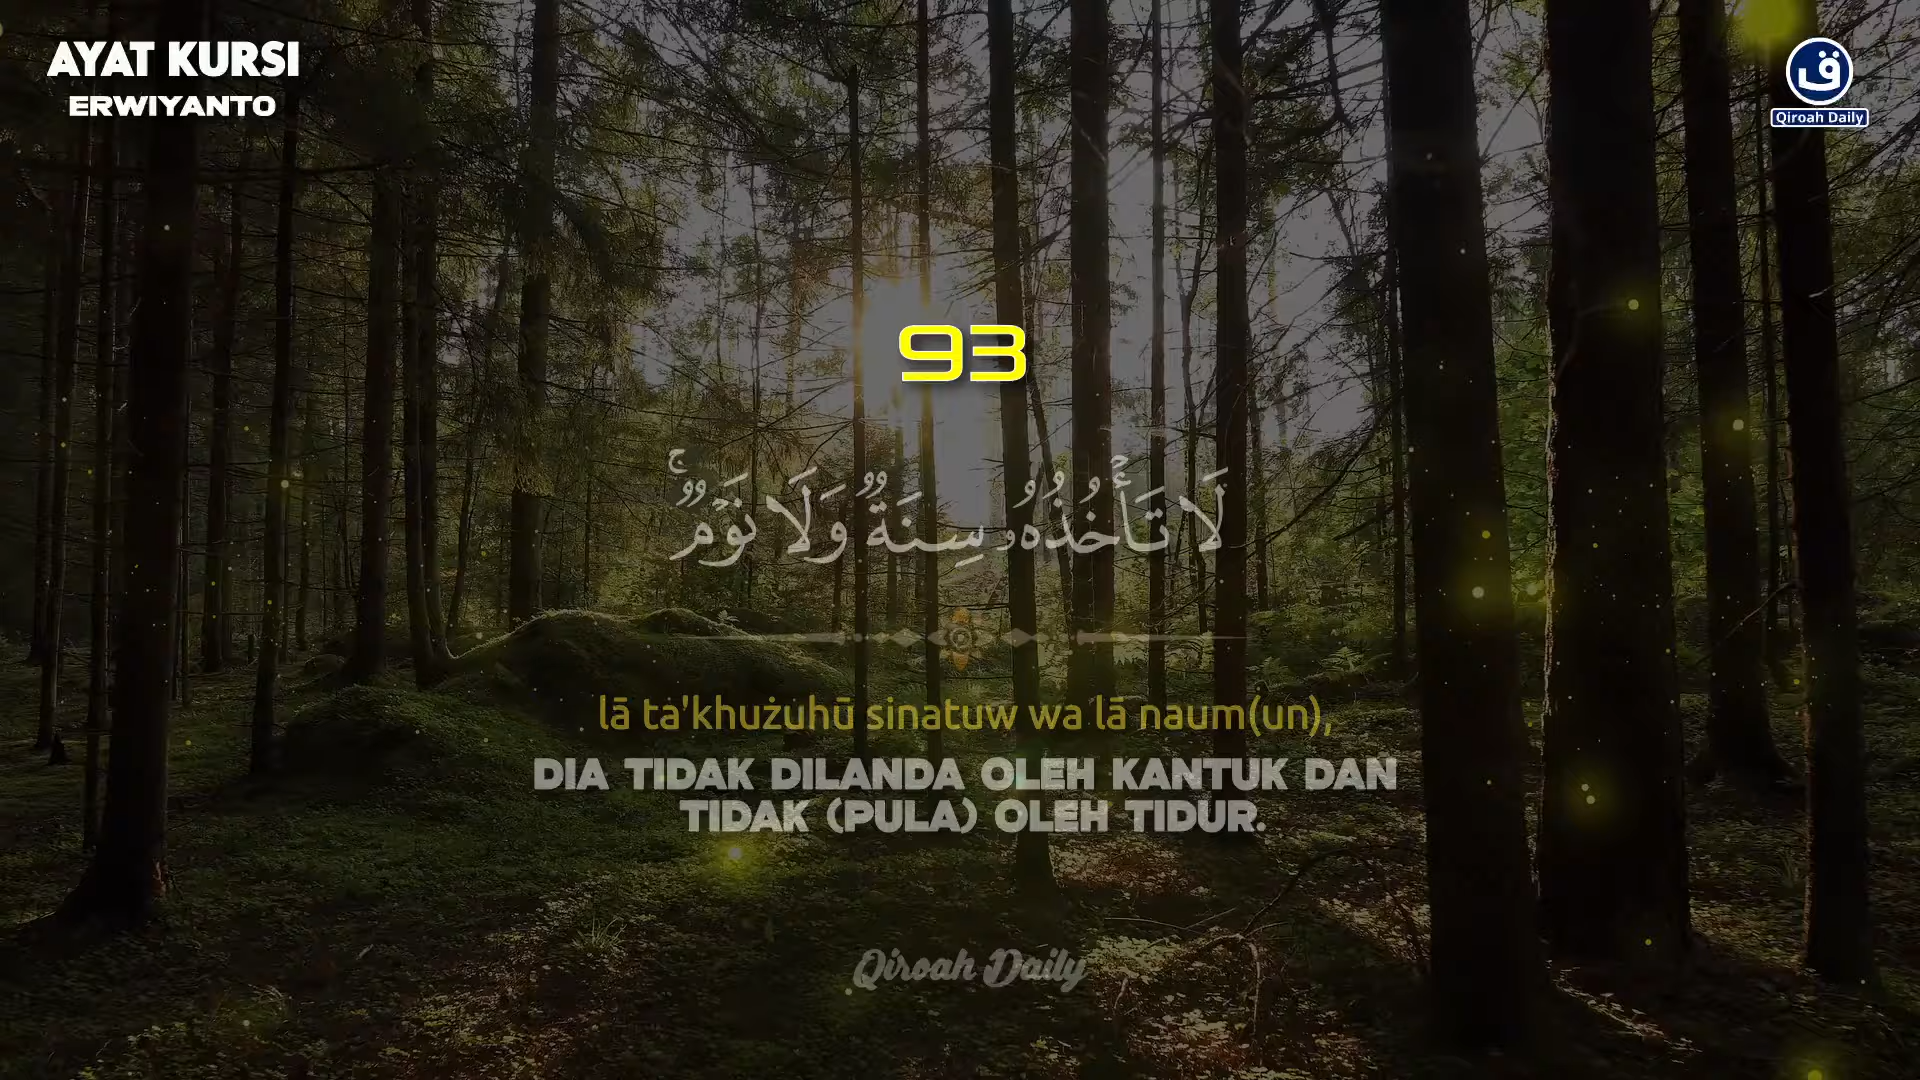 AYAT KURSI
ERWIYANTO
ق
Qiroah Daily
93
لَا تَأْخُذُهُۥ سِنَةٌ وَّلَا نَوْمٌۗ ۚ
lā ta'khużuhū sinatuw wa lā naum(un),
DIA TIDAK DILANDA OLEH KANTUK DAN
TIDAK (PULA) OLEH TIDUR.
Qiroah Daily